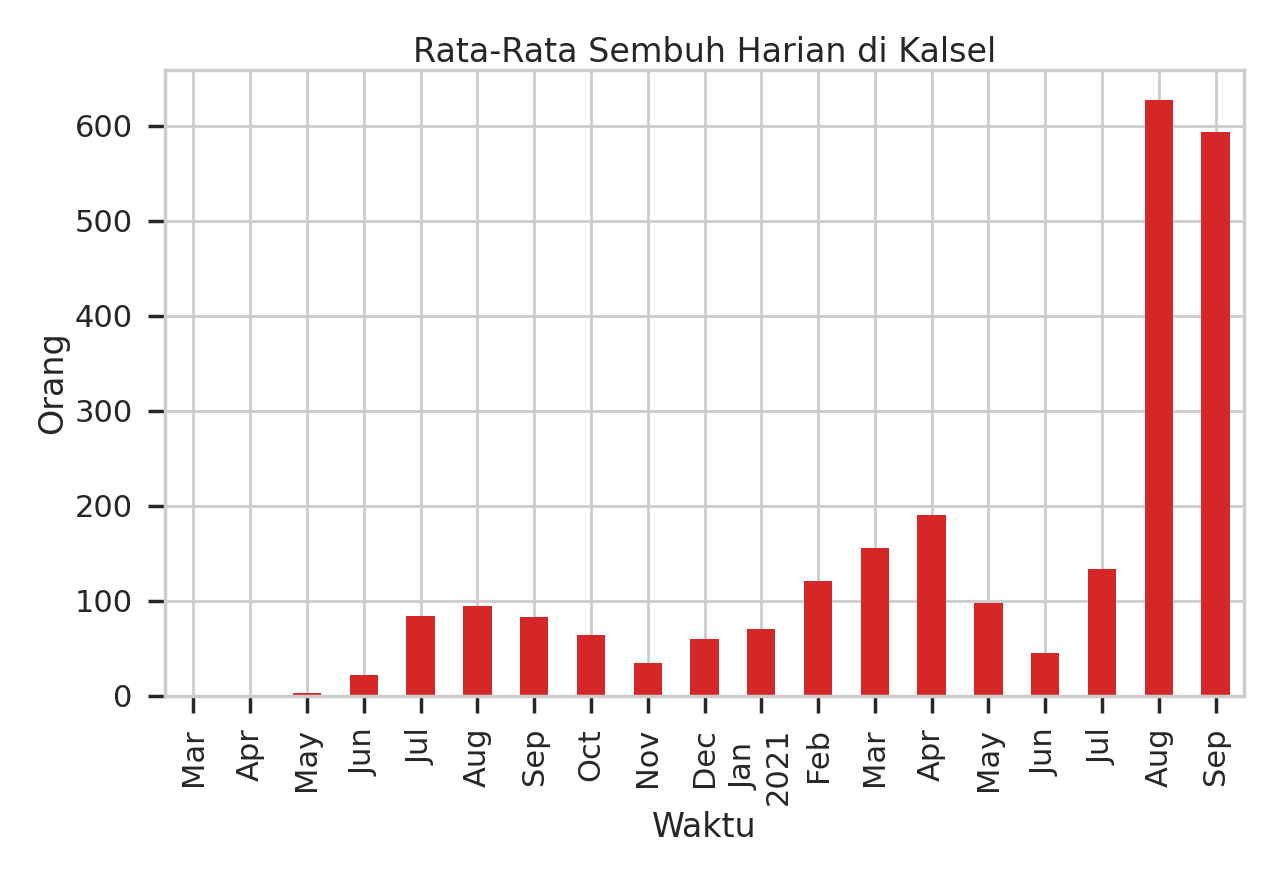 Rata-Rata Sembuh Harian di Kalsel
Orang
600
500
400
300
200
100
0
Mar
Apr
May
Jun
Jul
Aug
Sep
Oct
Nov
Dec
Jan
2021
Feb
Mar
Apr
May
Jun
Jul
Aug
Sep
Waktu